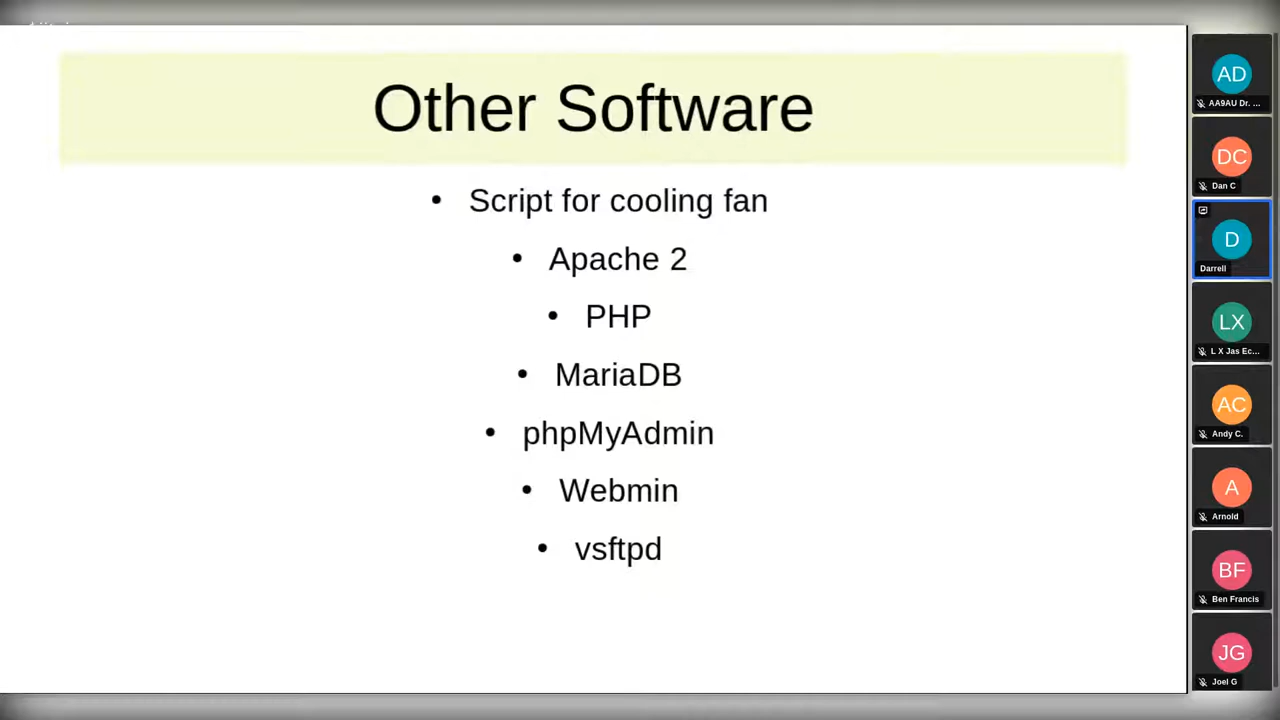 Other Software
• Script for cooling fan
• Apache 2
• PHP
• MariaDB
• phpMyAdmin
• Webmin
• vsftpd
AD
AA9AU Dr. ...
DC
Dan C
D
Darrell
LX
L X Jas Ec...
AC
Andy C.
A
Arnold
BF
Ben Francis
JG
Joel G